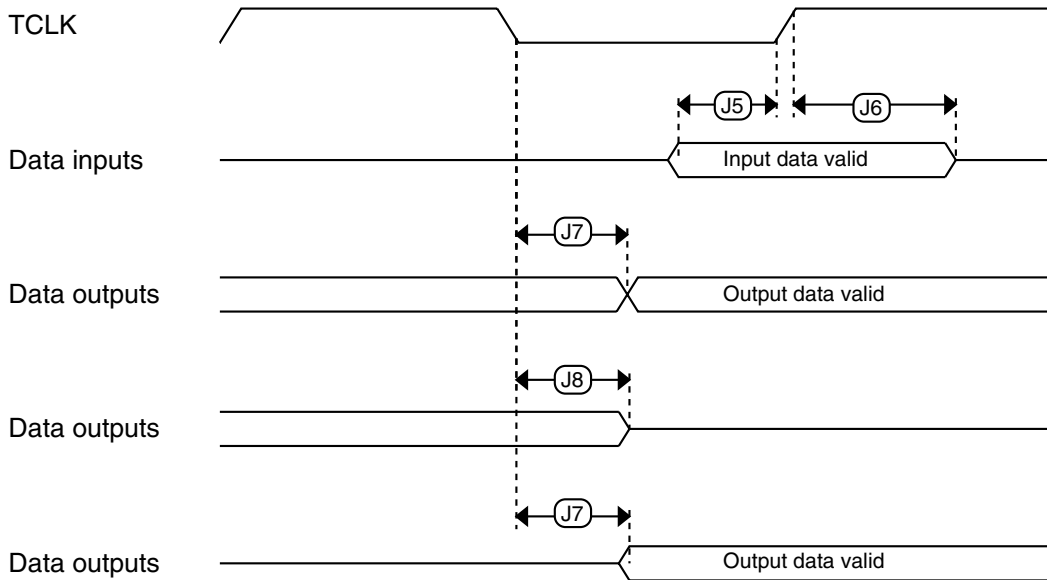 TCLK
J5
J6
Data inputs
Input data valid
J7
Data outputs
Output data valid
J8
Data outputs
J7
Data outputs
Output data valid